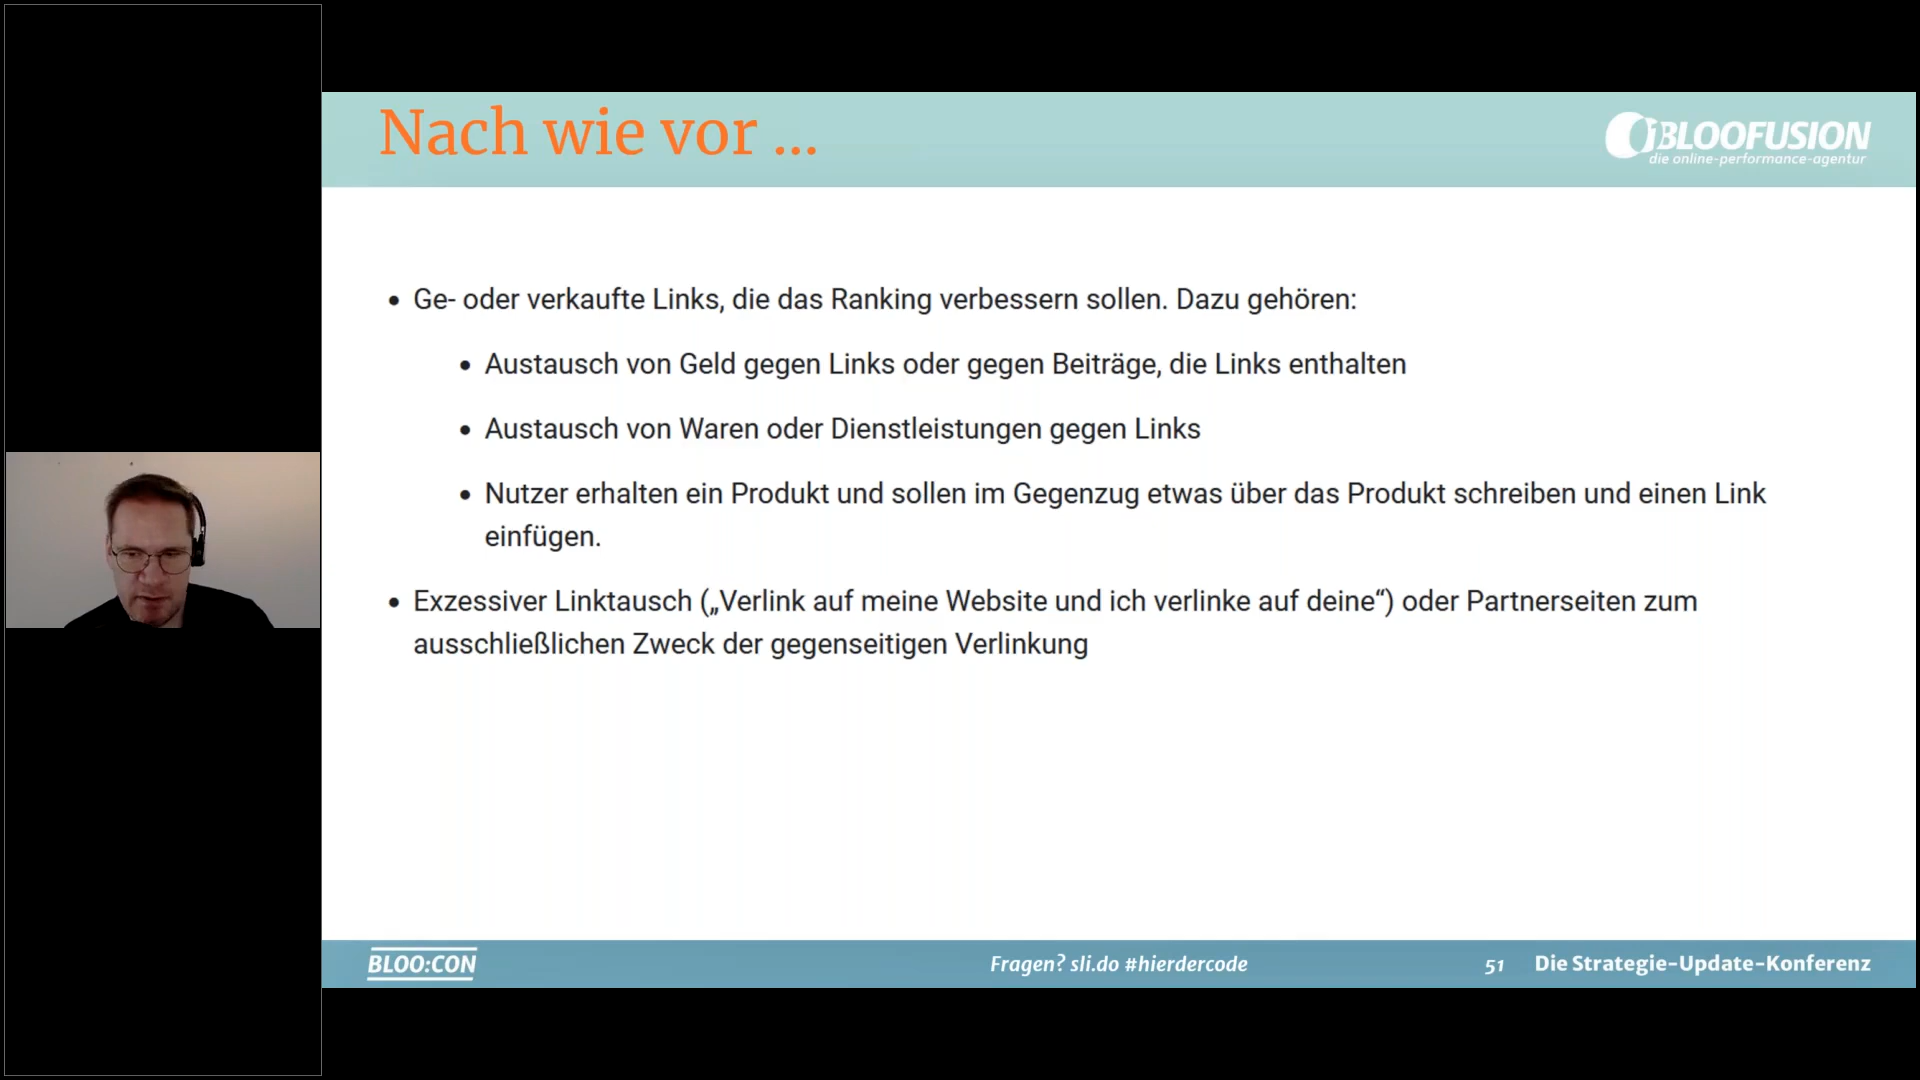 Nach wie vor ...
BLOOFUSION
die online-performance-agentur
• Ge- oder verkaufte Links, die das Ranking verbessern sollen. Dazu gehören:
• Austausch von Geld gegen Links oder gegen Beiträge, die Links enthalten
• Austausch von Waren oder Dienstleistungen gegen Links
• Nutzer erhalten ein Produkt und sollen im Gegenzug etwas über das Produkt schreiben und einen Link
einfügen.
• Exzessiver Linktausch („Verlink auf meine Website und ich verlinke auf deine“) oder Partnerseiten zum
ausschließlichen Zweck der gegenseitigen Verlinkung
BLOO:CON
Fragen? sli.do #hierdercode
51
Die Strategie-Update-Konferenz